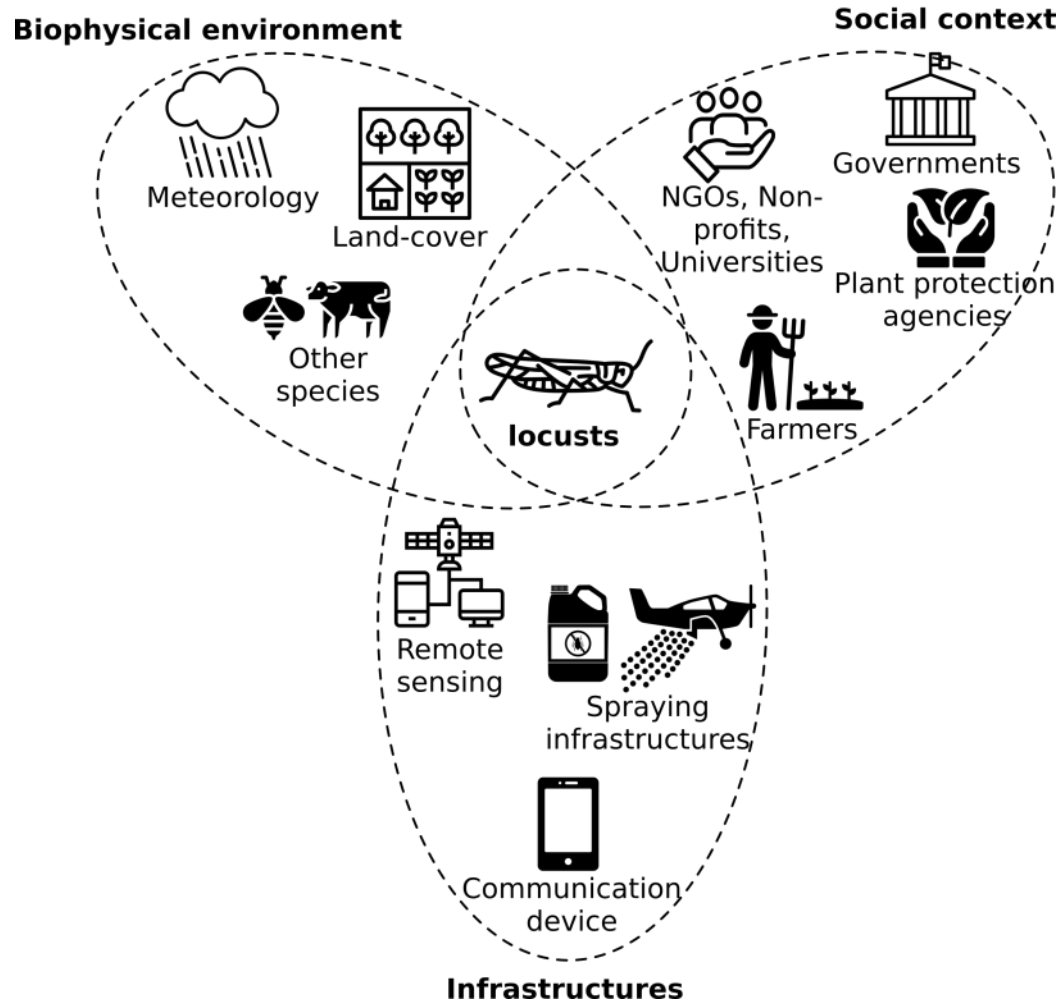 Biophysical environment
Social context
Meteorology
Land-cover
Other
species
NGOs, Non-
profits,
Universities
Governments
Plant protection
agencies
Farmers
locusts
Remote
sensing
Spraying
infrastructures
Communication
device
Infrastructures